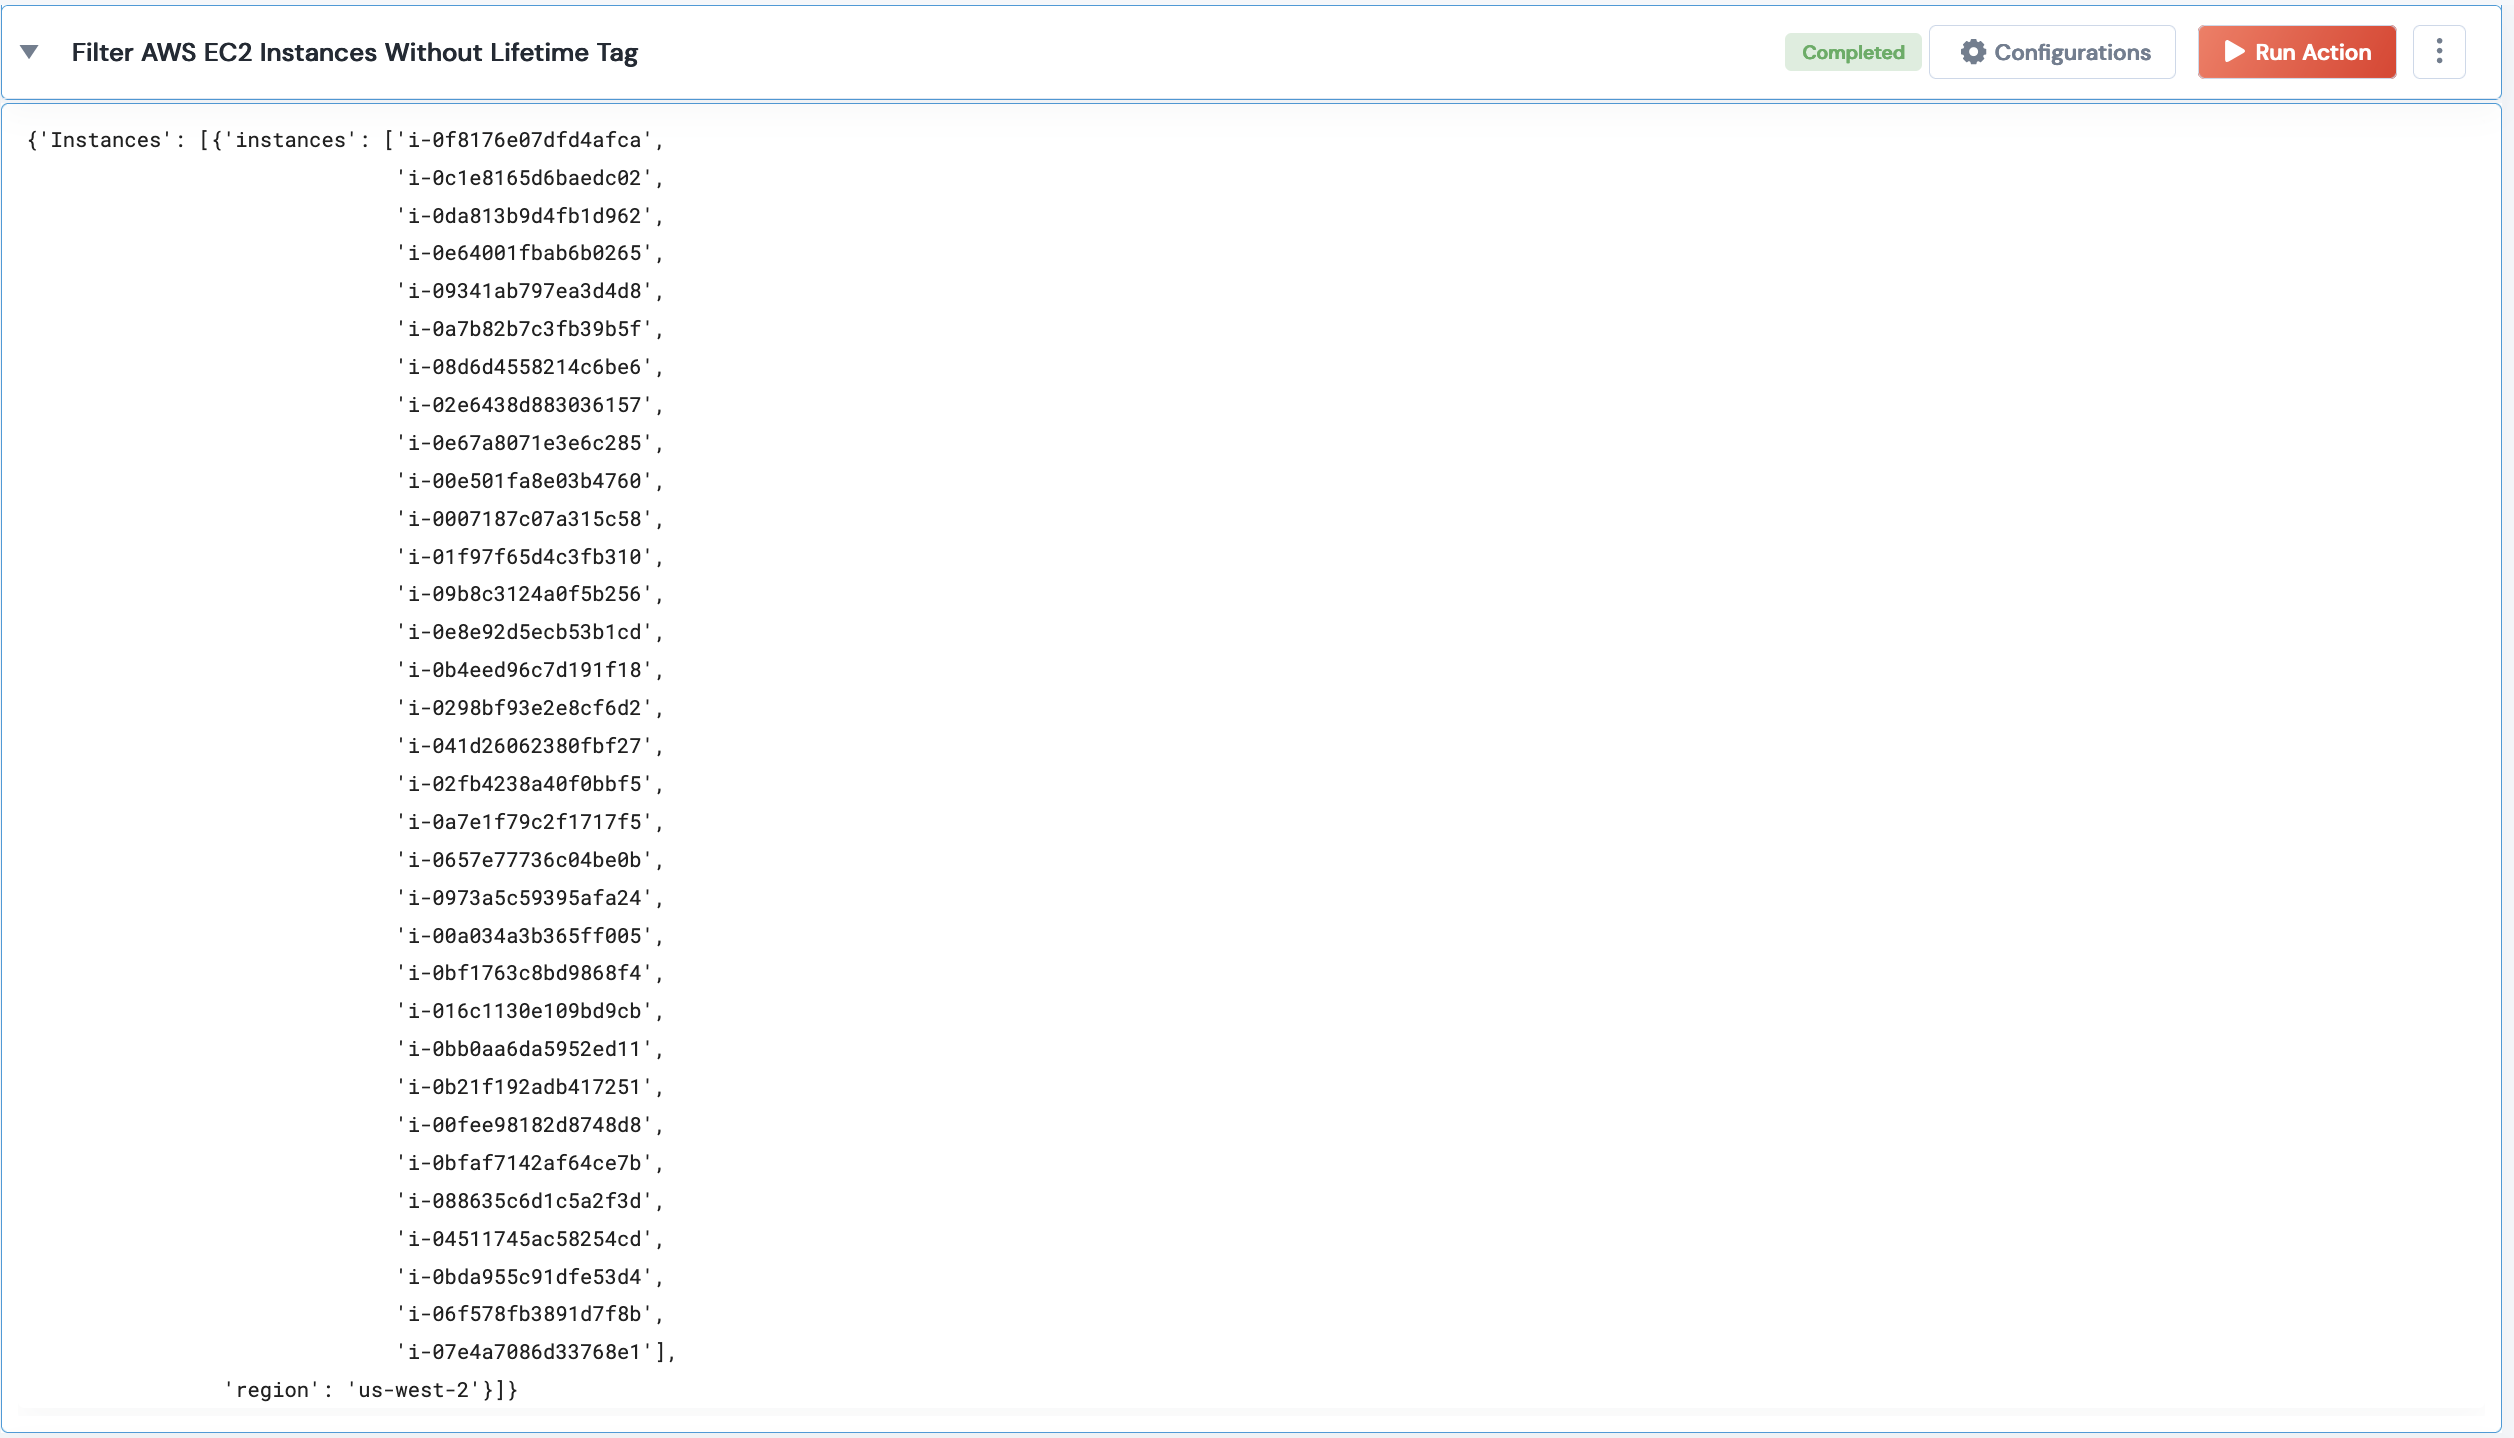 Filter AWS EC2 Instances Without Lifetime Tag
Completed
Configurations
Run Action
{'Instances': [{'instances': ['i-0f8176e07dfd4afca',
'i-0c1e8165d6baedc02',
'i-0da813b9d4fb1d962',
'i-0e64001fbab6b0265',
'i-09341ab797ea3d4d8',
'i-0a7b82b7c3fb39b5f',
'i-08d6d4558214c6be6',
'i-02e6438d883036157',
'i-0e67a8071e3e6c285',
'i-00e501fa8e03b4760',
'i-0007187c07a315c58',
'i-01f97f65d4c3fb310',
'i-09b8c3124a0f5b256',
'i-0e8e92d5ecb53b1cd',
'i-0b4eed96c7d191f18',
'i-0298bf93e2e8cf6d2',
'i-041d26062380fbf27',
'i-02fb4238a40f0bbf5',
'i-0a7e1f79c2f1717f5',
'i-0657e77736c04be0b',
'i-0973a5c59395afa24',
'i-00a034a3b365ff005',
'i-0bf1763c8bd9868f4',
'i-016c1130e109bd9cb',
'i-0bb0aa6da5952ed11',
'i-0b21f192adb417251',
'i-00fee98182d8748d8',
'i-0bfaf7142af64ce7b',
'i-088635c6d1c5a2f3d',
'i-04511745ac58254cd',
'i-0bda955c91dfe53d4',
'i-06f578fb3891d7f8b',
'i-07e4a7086d33768e1'],
'region': 'us-west-2'}]}